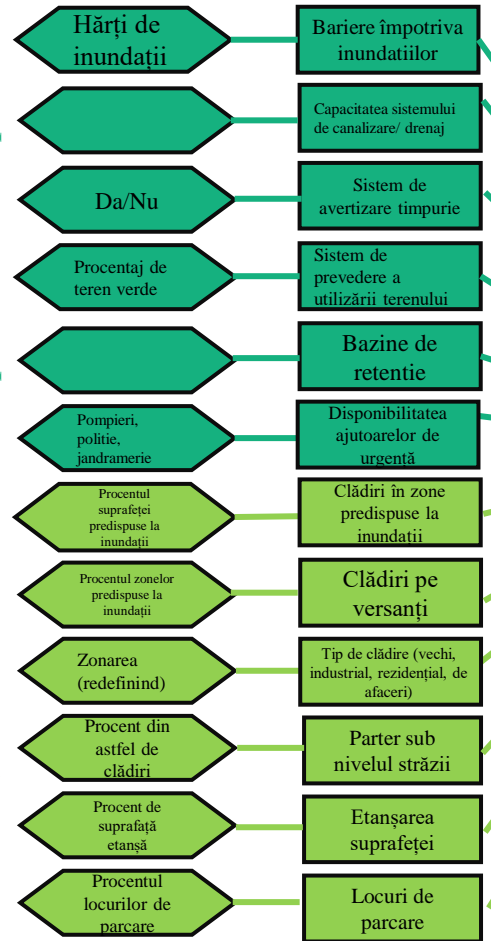 Hărți de
inundații
Bariere împotriva
inundatiilor
Capacitatea sistemului
de canalizare/ drenaj
Da/Nu
Sistem de
avertizare timpurie
Procentaj de
teren verde
Sistem de
prevedere a
utilizării terenului
Bazine de
retentie
Pompieri,
politie,
jandramerie
Disponibilitatea
ajutoarelor de
urgentă
Procentul
suprafeței
predispuse la
inundații
Clădiri în zone
predispuse la
inundatii
Procentul zonelor
predispuse la
inundații
Clădiri pe
versanți
Zonarea
(redefinind)
Tip de clădire (vechi,
industrial, rezidențial, de
afaceri)
Procent din
astfel de
clădiri
Parter sub
nivelul străzii
Procent de
suprafață
etanșă
Etanșarea
suprafeței
Procentul
locurilor de
parcare
Locuri de
parcare